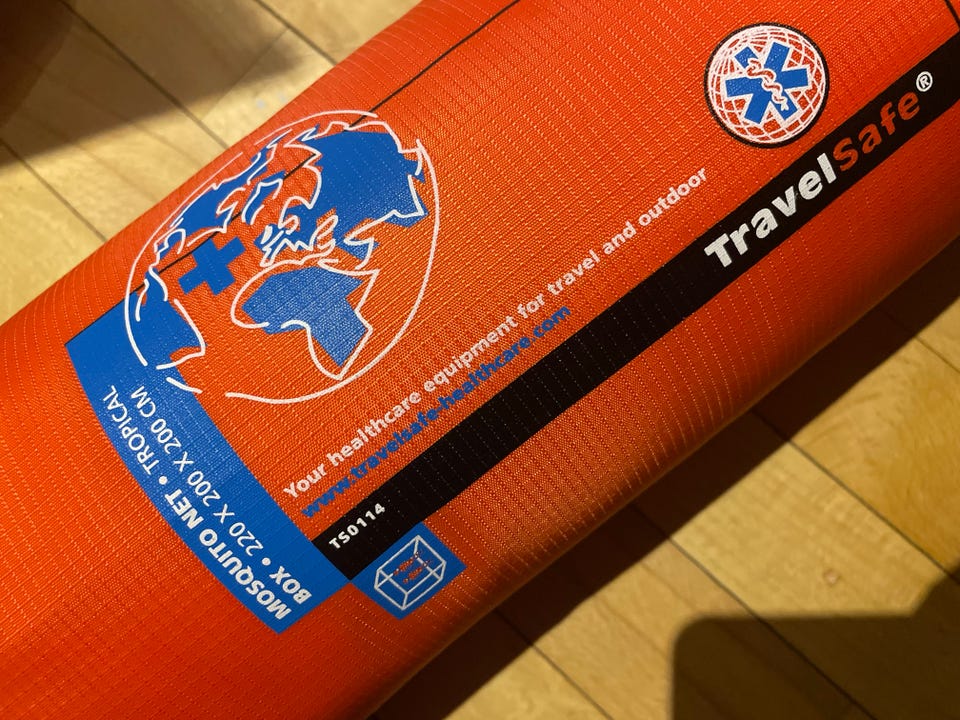 TravelSafe®
Your healthcare equipment for travel and outdoor
www.travelsafe-healthcare.com
TS0114
MOSQUITO NET • TROPICAL
BOX • 220 X 200 X 200 CM